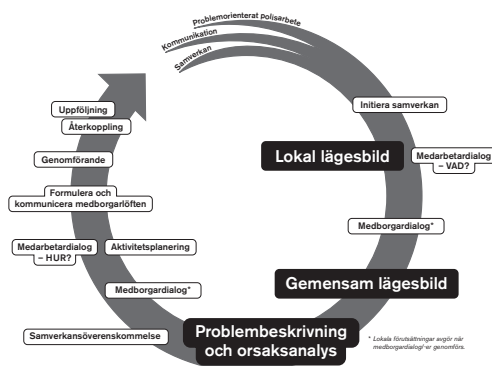 Problemorienterat polisarbete
Kommunikation
Samverkan
Initiera samverkan
Lokal lägesbild
Medarbetardialog
– VAD?
Medborgardialog*
Gemensam lägesbild
Problembeskrivning
och orsaksanalys
* Lokala förutsättningar avgör när
medborgardialog/-er genomförs.
Samverkansöverenskommelse
Medborgardialog*
Medarbetardialog
– HUR?
Aktivitetsplanering
Formulera och
kommunicera medborgarlöften
Genomförande
Återkoppling
Uppföljning